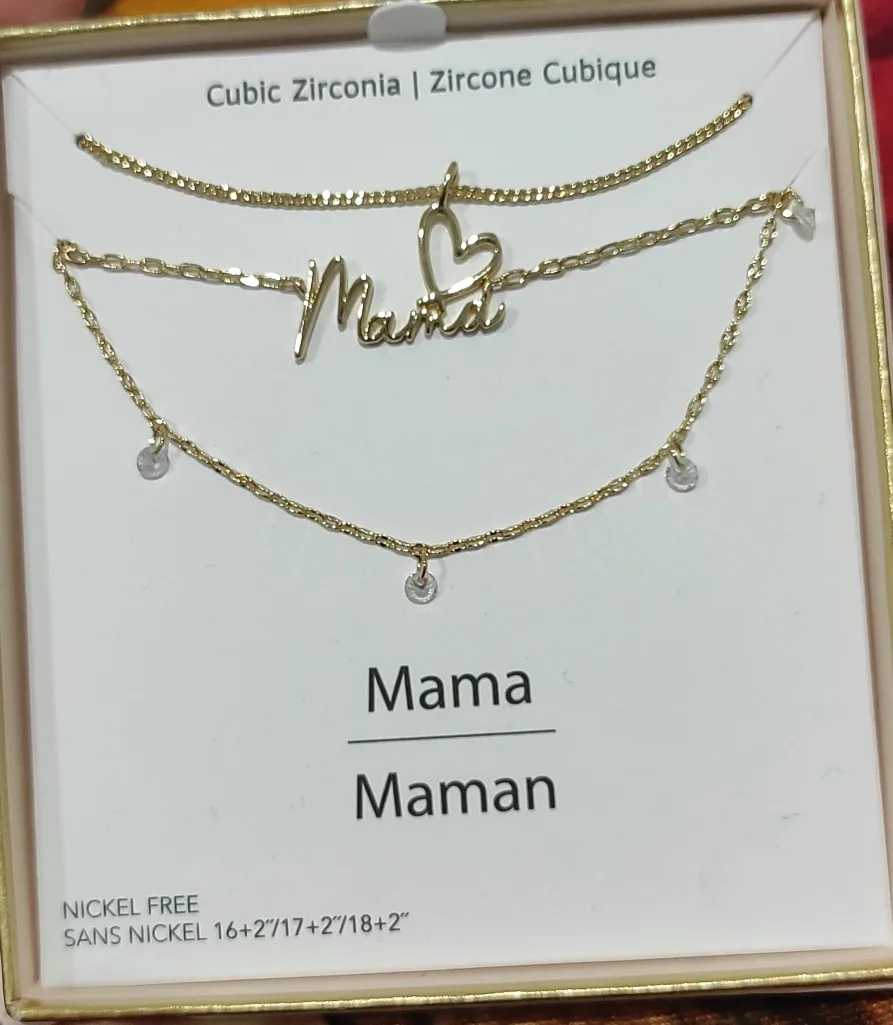 Cubic Zirconia | Zircone Cubique
Mama
Mama
Maman
NICKEL FREE
SANS NICKEL 16+2″/17+2″/18+2″